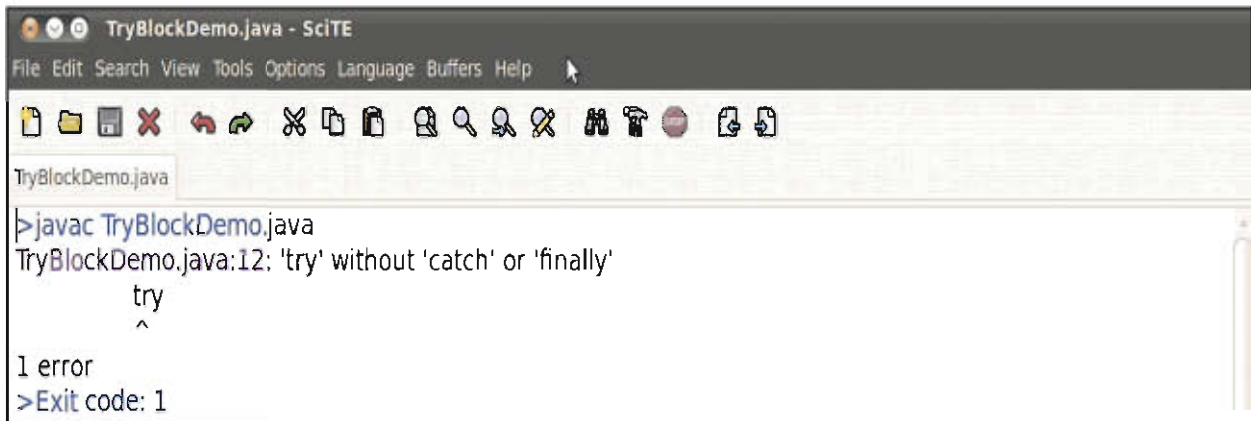 TryBlockDemo.java - SciTE
File Edit Search View Tools Options Language Buffers Help
TryBlockDemo.java
>javac TryBlockDemo.java
TryBlockDemo.java:12: 'try' without 'catch' or 'finally'
try
^
1 error
>Exit code: 1